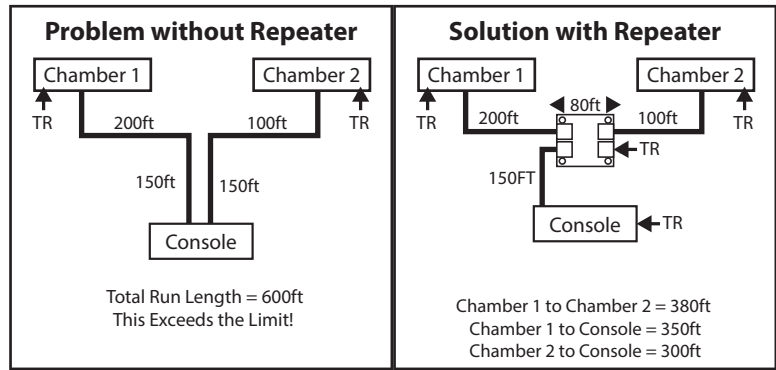 Problem without Repeater
Chamber 1
Chamber 2
TR
200ft
100ft
TR
150ft
150ft
Console
Total Run Length = 600ft
This Exceeds the Limit!
Solution with Repeater
Chamber 1
Chamber 2
80ft
TR
200ft
100ft
TR
TR
150FT
Console
TR
Chamber 1 to Chamber 2 = 380ft
Chamber 1 to Console = 350ft
Chamber 2 to Console = 300ft